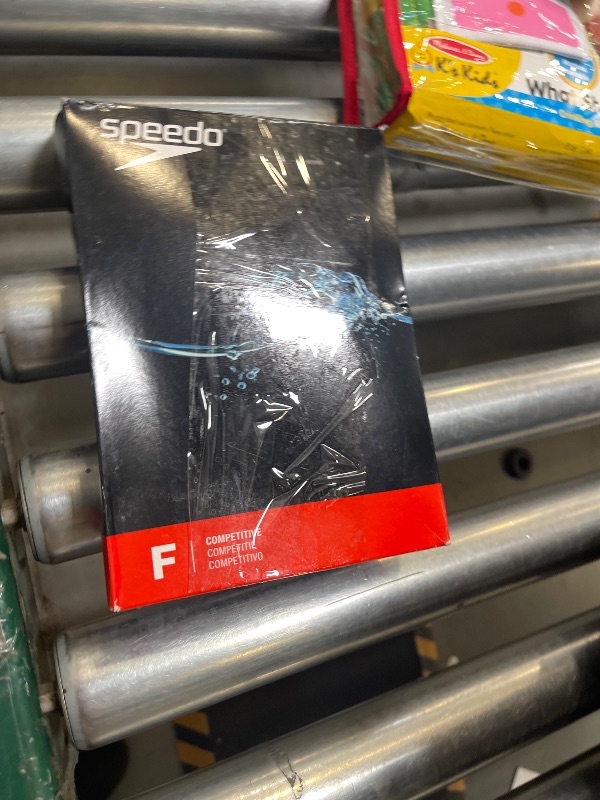 speedo
F
COMPETITIVE
COMPÉTITIF
COMPETITIVO
Melissa & Doug
K's Kids